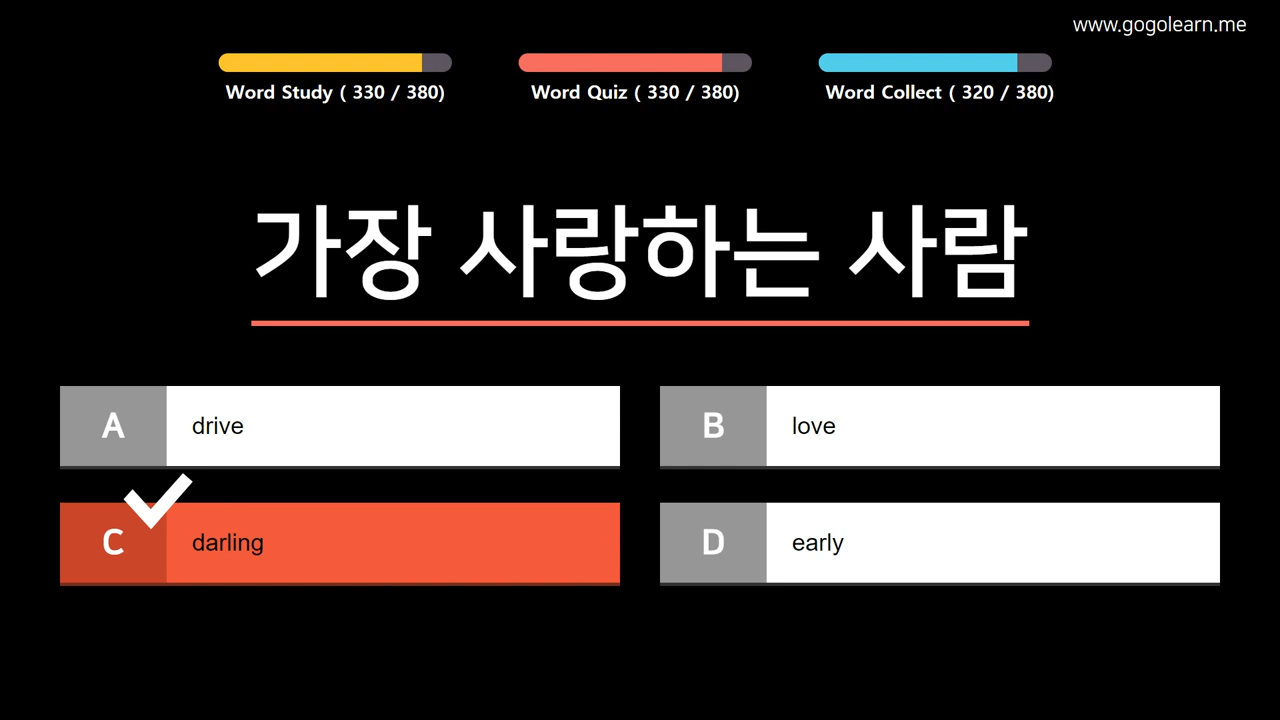 www.gogolearn.me
Word Study ( 330 / 380)
Word Quiz ( 330 / 380)
Word Collect ( 320 / 380)
가장 사랑하는 사람
A drive
B love
C darling
D early